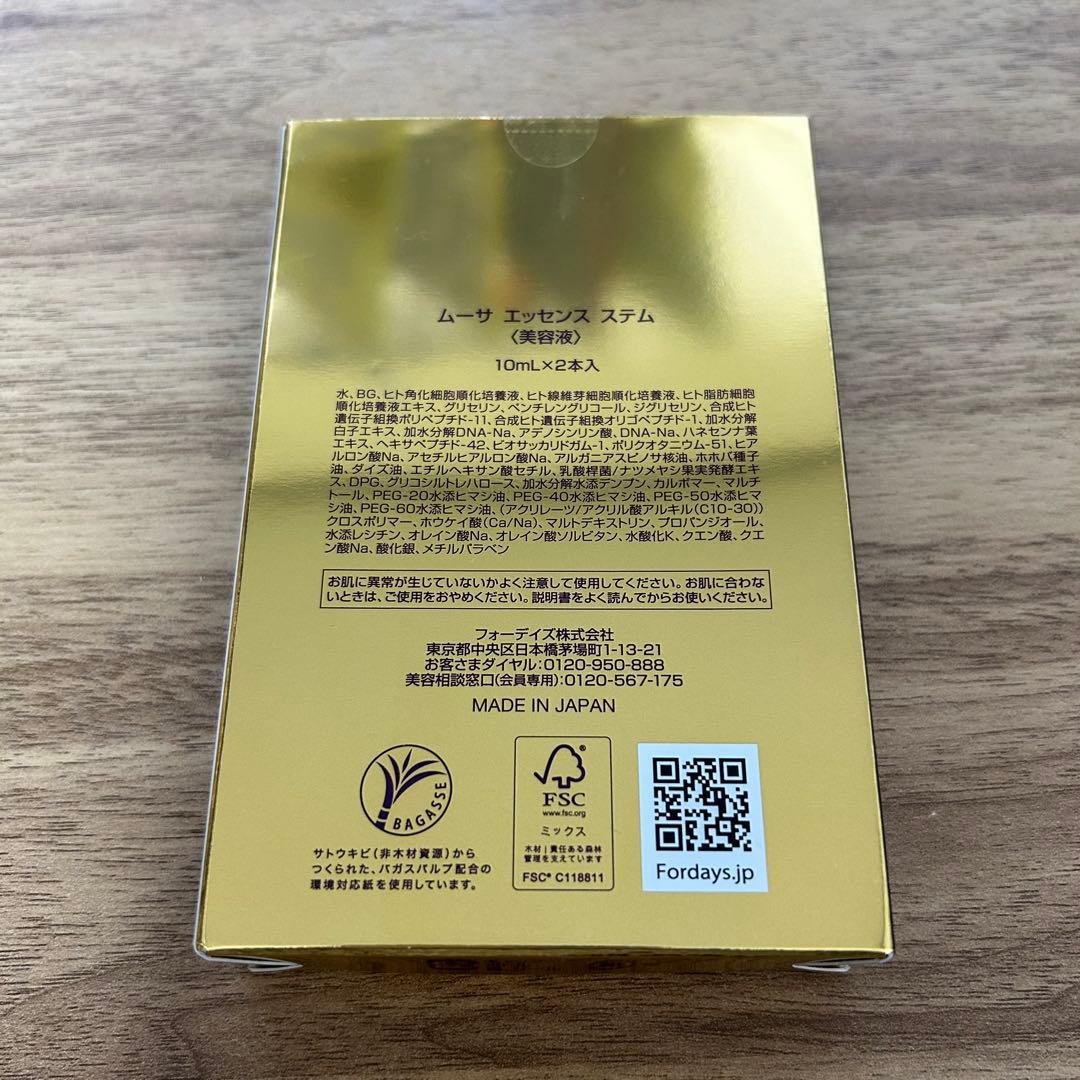 ムーサ エッセンス ステム
〈美容液〉
10mL×2本入
水、BG、ヒト角化細胞順化培養液、ヒト線維芽細胞順化培養液、ヒト脂肪細胞
順化培養液エキス、グリセリン、ペンチレングリコール、ジグリセリン、合成ヒト
遺伝子組換ポリペプチド-11、合成ヒト遺伝子組換オリゴペプチド-1、加水分解
白子エキス、加水分解DNA-Na、アデノシンリン酸、DNA-Na、ハネセンナ葉
エキス、ヘキサペプチド-42、ビオサッカリドガム-1、ポリクオタニウム-51、ヒア
ルロン酸Na、アセチルヒアルロン酸Na、アルガニアスピノサ核油、ホホバ種子
油、ダイズ油、エチルヘキサン酸セチル、乳酸桿菌/ナツメヤシ果実発酵エキ
ス、DPG、グリコシルトレハロース、加水分解水添デンプン、カルボマー、マルチ
トール、PEG-20水添ヒマシ油、PEG-40水添ヒマシ油、PEG-50水添ヒマ
シ油、PEG-60水添ヒマシ油、(アクリレーツ/アクリル酸アルキル(C10-30))
クロスポリマー、ホウケイ酸(Ca/Na)、マルトデキストリン、プロパンジオール、
水添レシチン、オレイン酸Na、オレイン酸ソルビタン、水酸化K、クエン酸、クエ
ン酸Na、酸化銀、メチルパラベン
お肌に異常が生じていないかよく注意して使用してください。お肌に合わな
いときは、ご使用をおやめください。説明書をよく読んでからお使いください。
フォーデイズ株式会社
東京都中央区日本橋茅場町1-13-21
お客さまダイヤル:0120-950-888
美容相談窓口(会員専用):0120-567-175
MADE IN JAPAN
BAGASSE
サトウキビ(非木材資源)から
つくられた、バガスパルプ配合の
環境対応紙を使用しています。
®
FSC
www.fsc.org
ミックス
木材|責任ある森林
管理を支えています
FSC® C118811
Fordays.jp